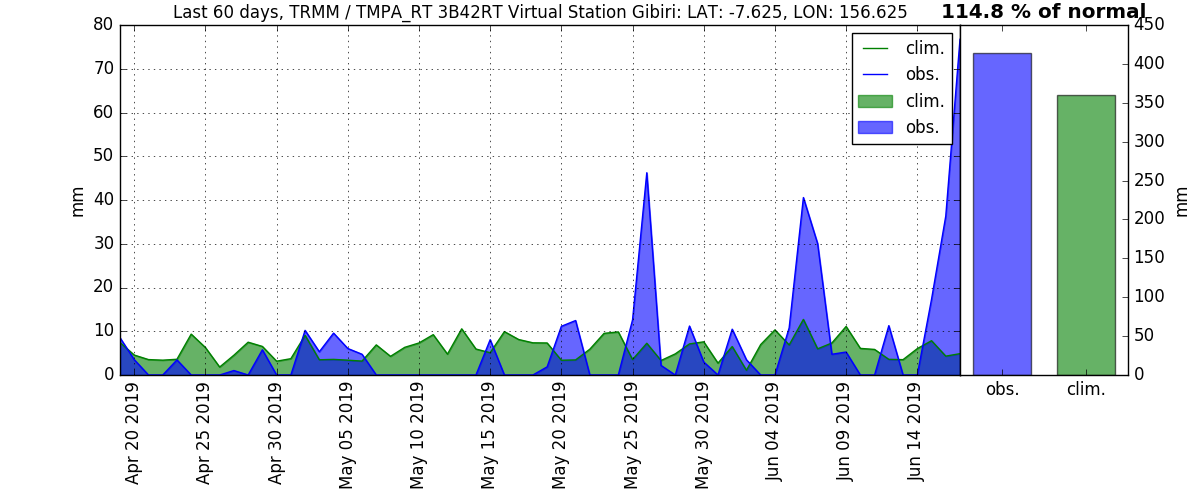 Last 60 days, TRMM / TMPA_RT 3B42RT Virtual Station Gibiri: LAT: -7.625, LON: 156.625
114.8 % of normal
80
70
60
50
40
30
20
10
0
mm
clim.
obs.
clim.
obs.
450
400
350
300
250
200
150
100
50
0
mm
Apr 20 2019
Apr 25 2019
Apr 30 2019
May 05 2019
May 10 2019
May 15 2019
May 20 2019
May 25 2019
May 30 2019
Jun 04 2019
Jun 09 2019
Jun 14 2019
obs.
clim.